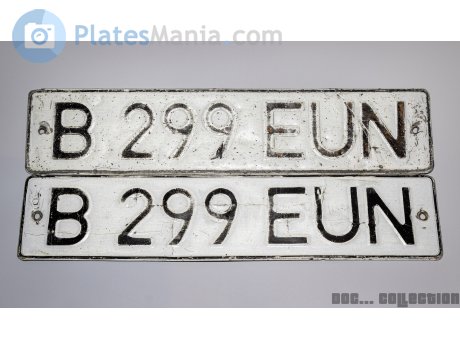 PlatesMania.com
B 299 EUN
B 299 EUN
DOC... COLLECTION